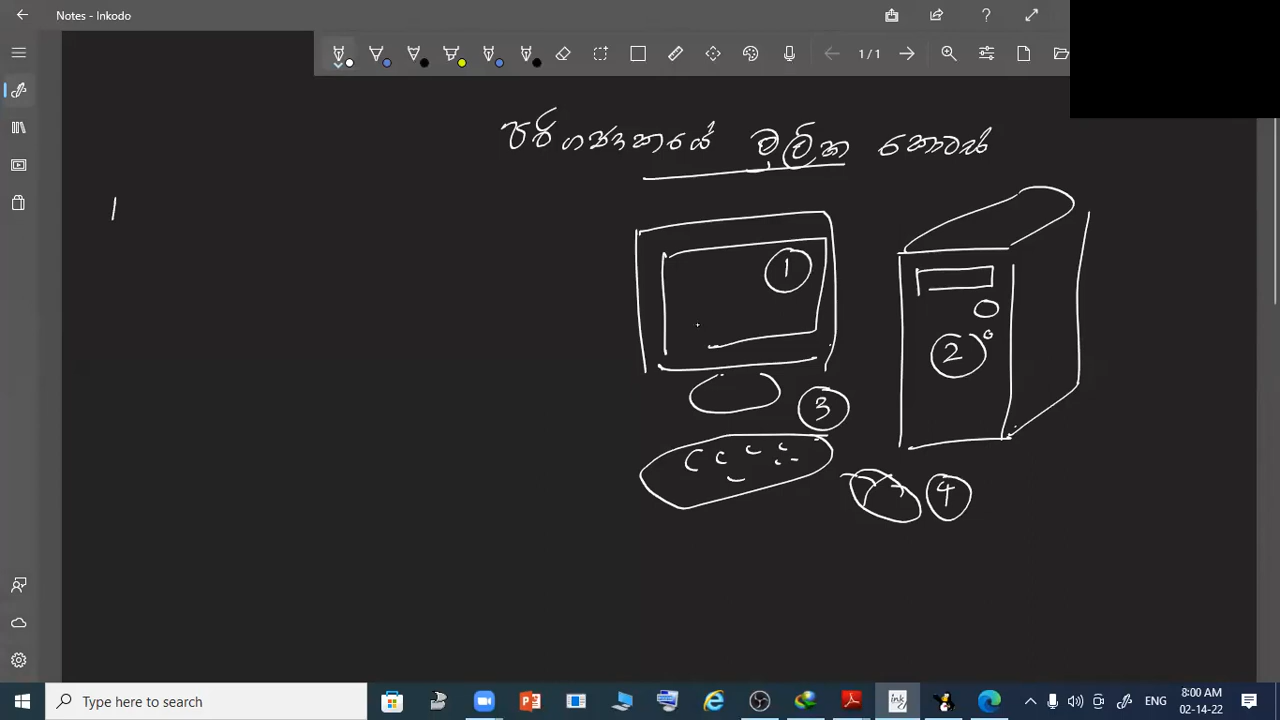 Notes - Inkodo
1/1
පරිගණකයේ මූලික කොටස්
1
1
2
3
4
Type here to search
ENG
8:00 AM
02-14-22